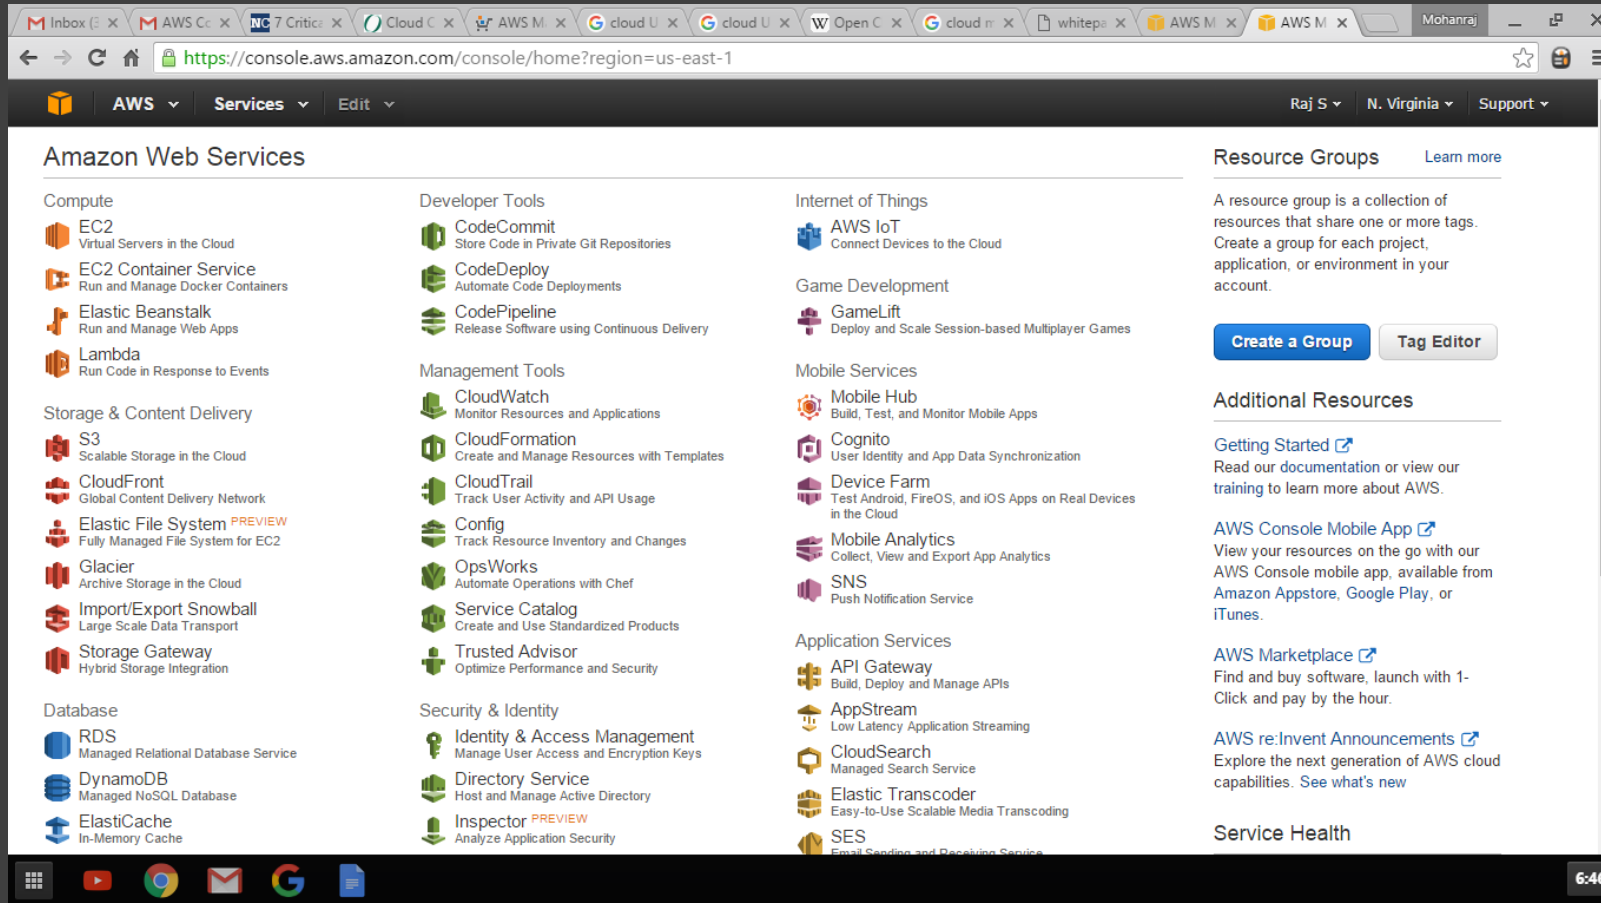 Inbox (3
AWS Co
NC 7 Critica
Cloud C
AWS M
cloud U
cloud U
W Open C
cloud m
whitepa
AWS M
AWS M
Mohanraj
https://console.aws.amazon.com/console/home?region=us-east-1
AWS Services Edit
Raj S N. Virginia Support
Amazon Web Services
Compute
EC2
Virtual Servers in the Cloud
EC2 Container Service
Run and Manage Docker Containers
Elastic Beanstalk
Run and Manage Web Apps
Lambda
Run Code in Response to Events
Storage & Content Delivery
S3
Scalable Storage in the Cloud
CloudFront
Global Content Delivery Network
Elastic File System PREVIEW
Fully Managed File System for EC2
Glacier
Archive Storage in the Cloud
Import/Export Snowball
Large Scale Data Transport
Storage Gateway
Hybrid Storage Integration
Database
RDS
Managed Relational Database Service
DynamoDB
Managed NoSQL Database
ElastiCache
In-Memory Cache
Developer Tools
CodeCommit
Store Code in Private Git Repositories
CodeDeploy
Automate Code Deployments
CodePipeline
Release Software using Continuous Delivery
Management Tools
CloudWatch
Monitor Resources and Applications
CloudFormation
Create and Manage Resources with Templates
CloudTrail
Track User Activity and API Usage
Config
Track Resource Inventory and Changes
OpsWorks
Automate Operations with Chef
Service Catalog
Create and Use Standardized Products
Trusted Advisor
Optimize Performance and Security
Security & Identity
Identity & Access Management
Manage User Access and Encryption Keys
Directory Service
Host and Manage Active Directory
Inspector PREVIEW
Analyze Application Security
Internet of Things
AWS IoT
Connect Devices to the Cloud
Game Development
GameLift
Deploy and Scale Session-based Multiplayer Games
Mobile Services
Mobile Hub
Build, Test, and Monitor Mobile Apps
Cognito
User Identity and App Data Synchronization
Device Farm
Test Android, FireOS, and iOS Apps on Real Devices
in the Cloud
Mobile Analytics
Collect, View and Export App Analytics
SNS
Push Notification Service
Application Services
API Gateway
Build, Deploy and Manage APIs
AppStream
Low Latency Application Streaming
CloudSearch
Managed Search Service
Elastic Transcoder
Easy-to-Use Scalable Media Transcoding
SES
Email Sending and Receiving Service
Resource Groups Learn more
A resource group is a collection of
resources that share one or more tags.
Create a group for each project,
application, or environment in your
account.
Create a Group Tag Editor
Additional Resources
Getting Started
Read our documentation or view our
training to learn more about AWS.
AWS Console Mobile App
View your resources on the go with our
AWS Console mobile app, available from
Amazon Appstore, Google Play, or
iTunes.
AWS Marketplace
Find and buy software, launch with 1-
Click and pay by the hour.
AWS re:Invent Announcements
Explore the next generation of AWS cloud
capabilities. See what's new
Service Health
6:46